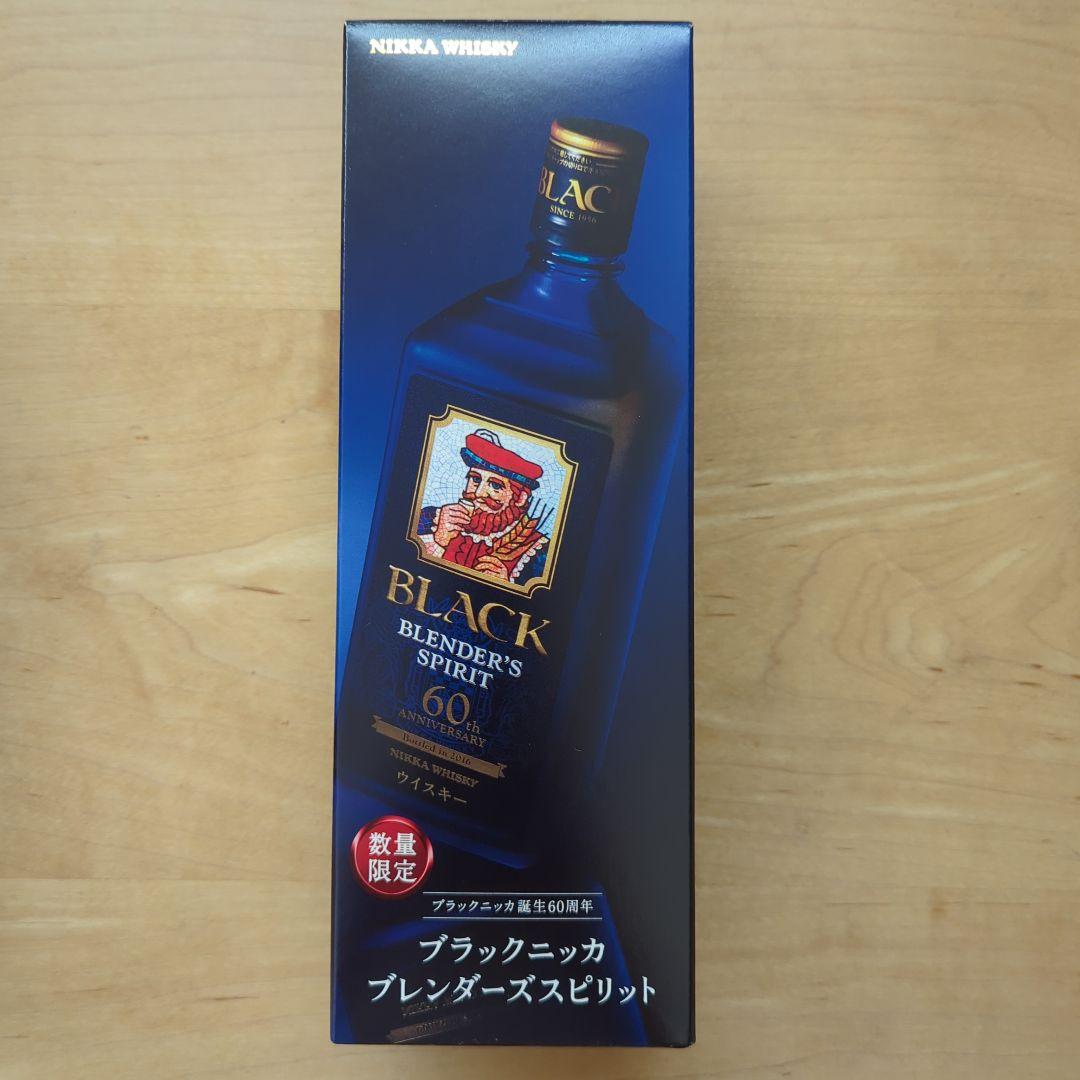 NIKKA WHISKY
BLACK
SINCE 1956
BLACK
BLENDER'S
SPIRIT
60th
ANNIVERSARY
Bottled in 2016
NIKKA WHISKY
ウイスキー
数量
限定
ブラックニッカ誕生60周年
ブラックニッカ
ブレンダーズスピリット